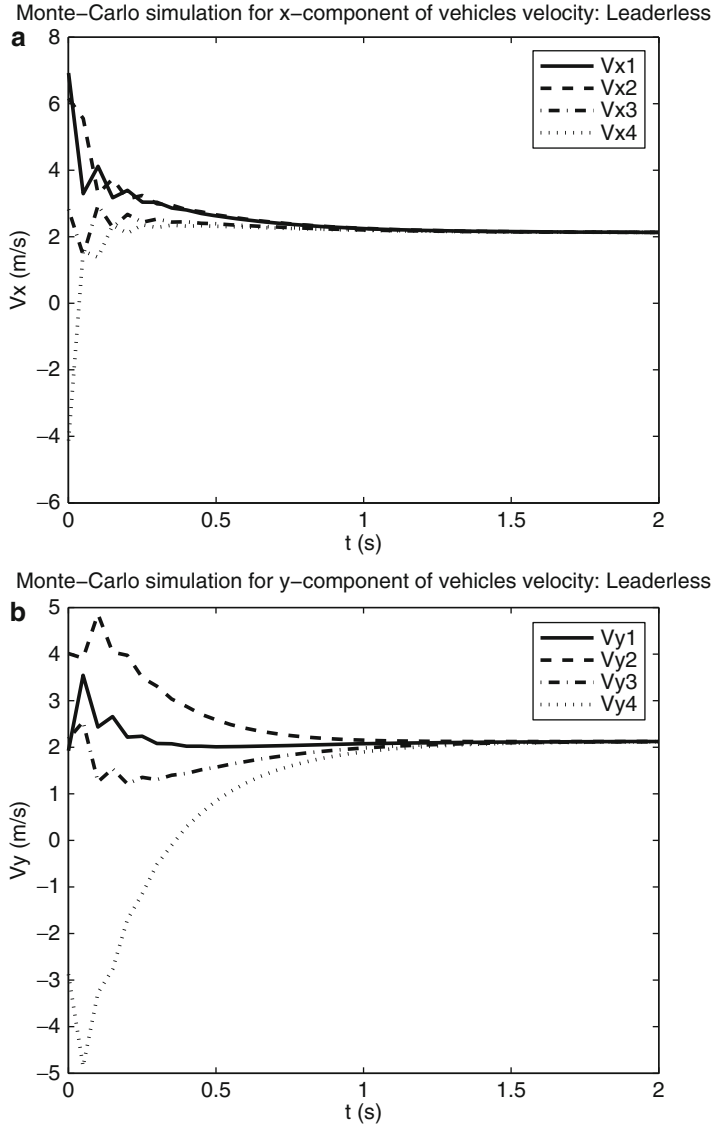 Monte−Carlo simulation for x−component of vehicles velocity: Leaderless
a
8
6
4
2
0
−2
−4
−6
Vx (m/s)
Vx1
Vx2
Vx3
Vx4
0
0.5
1
1.5
2
t (s)
Monte−Carlo simulation for y−component of vehicles velocity: Leaderless
b
5
4
3
2
1
0
−1
−2
−3
−4
−5
Vy (m/s)
Vy1
Vy2
Vy3
Vy4
0
0.5
1
1.5
2
t (s)